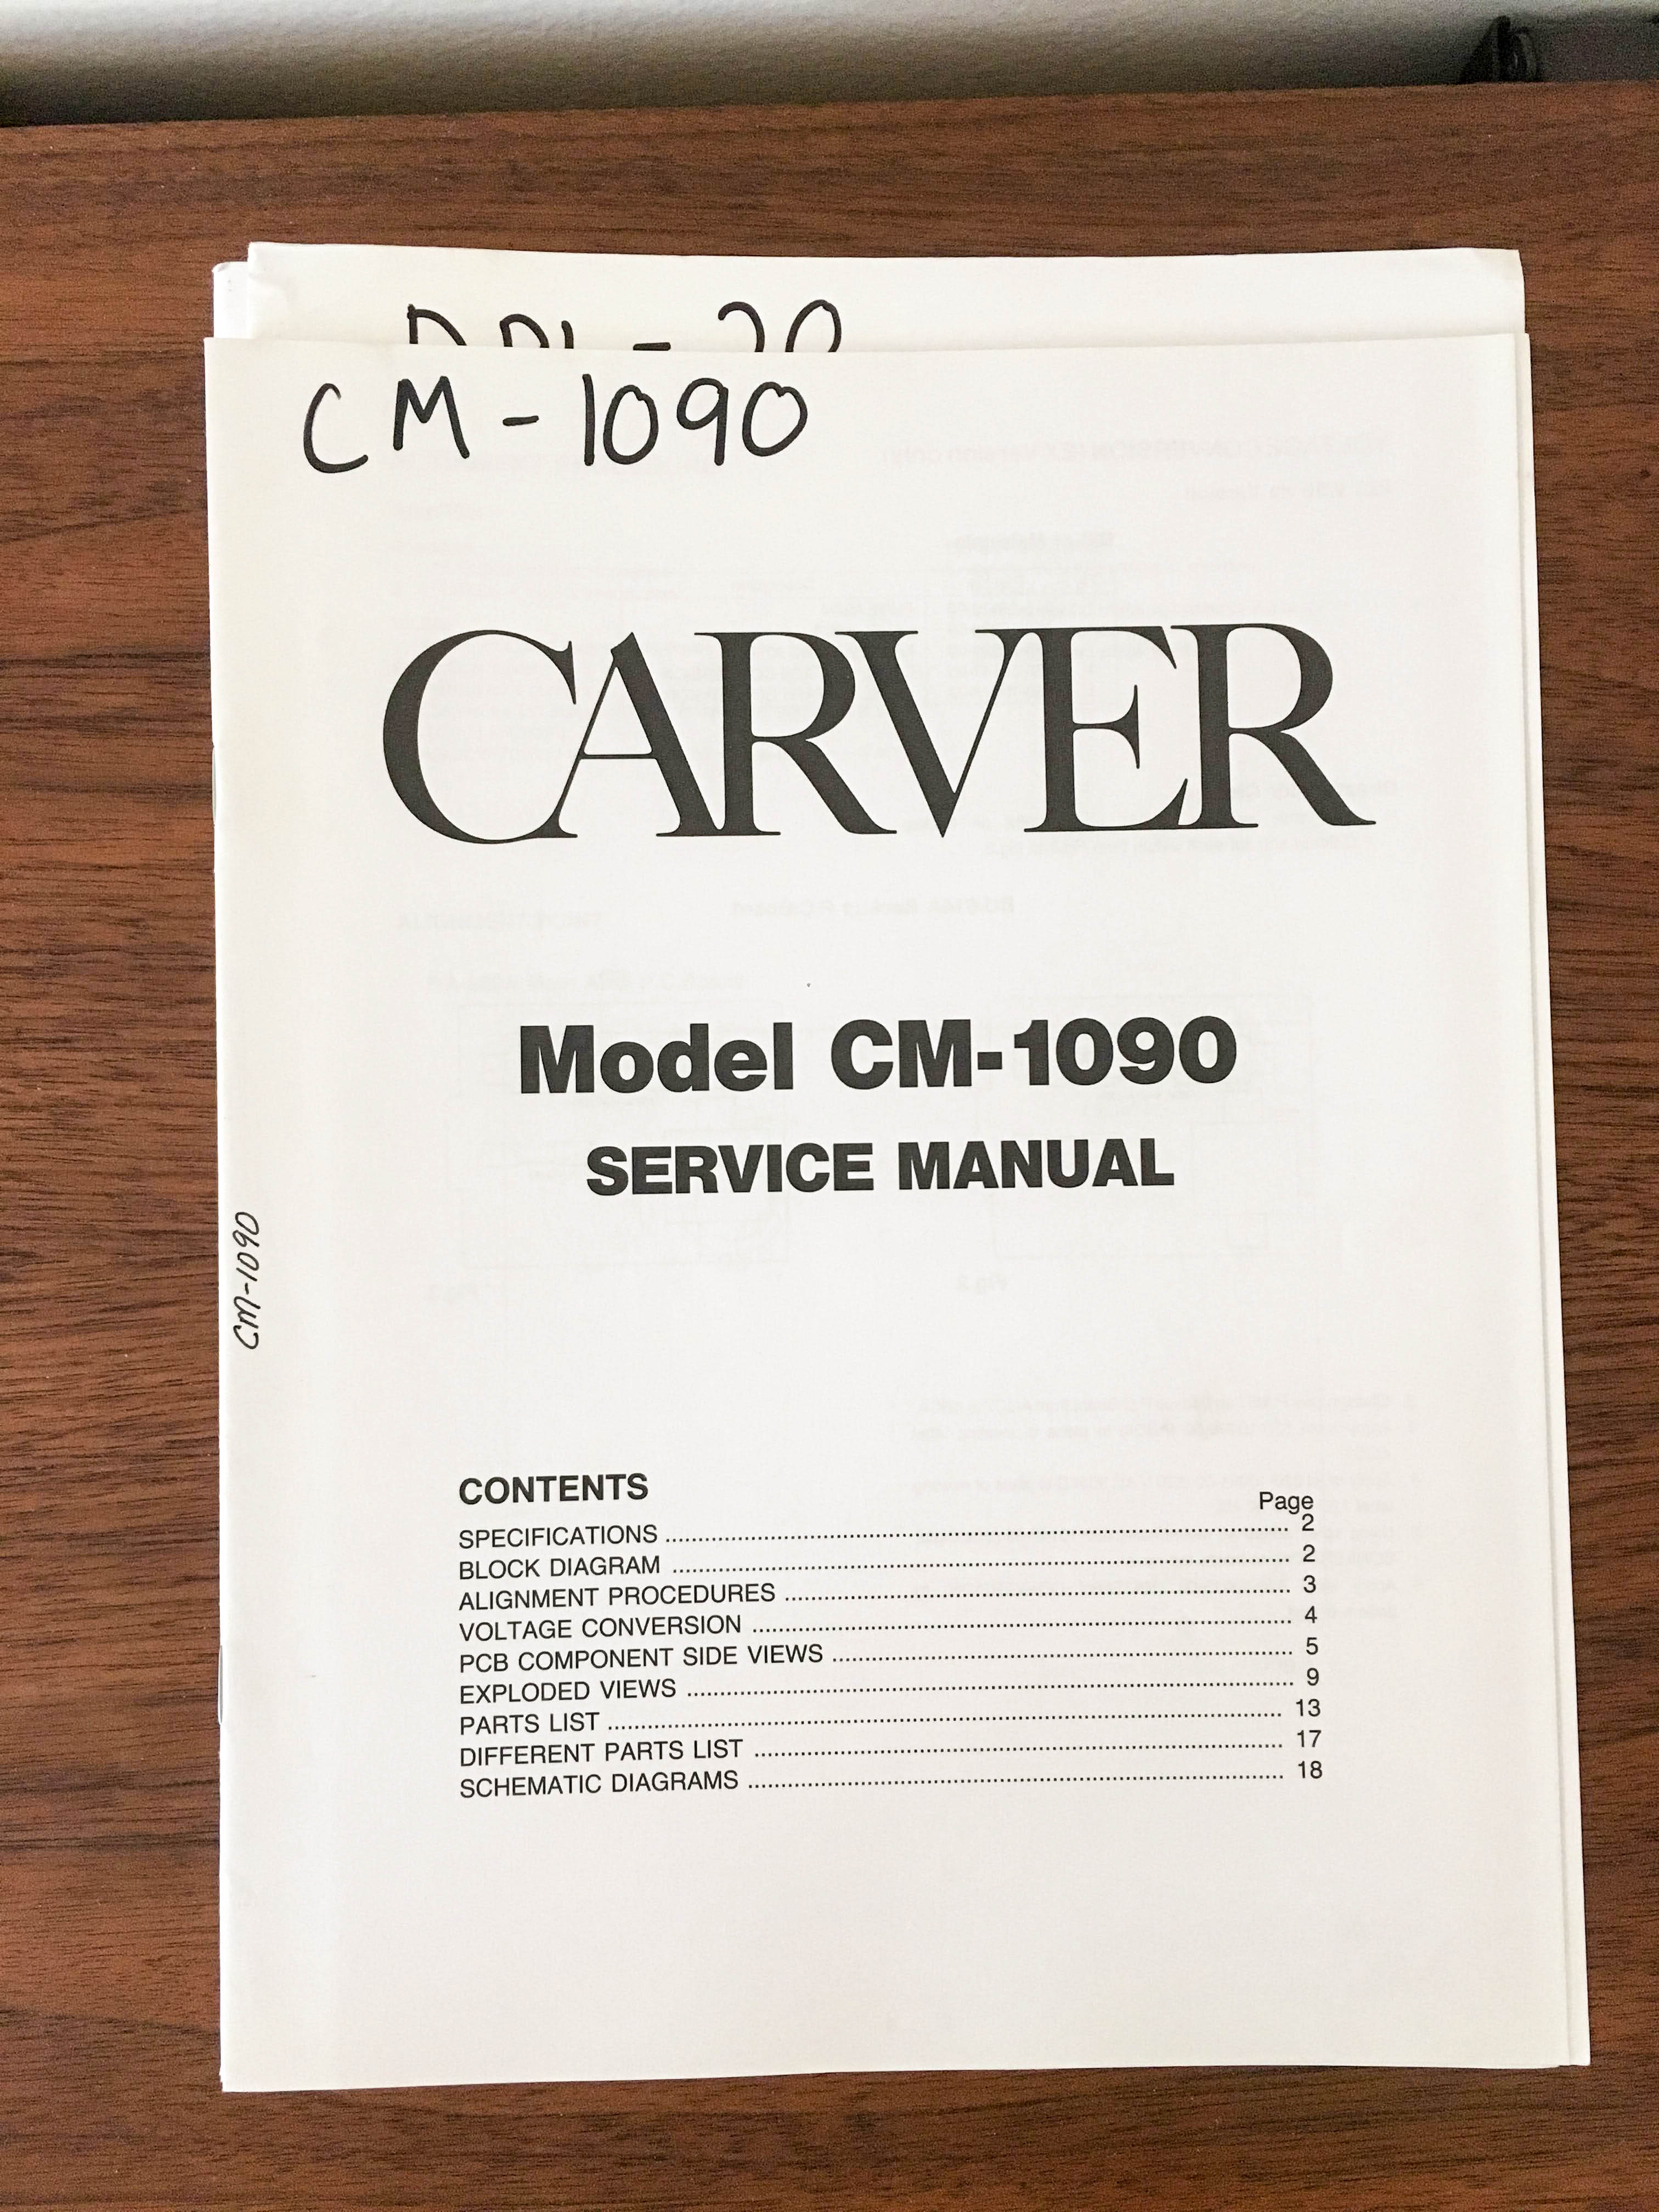 CM-1090
CARVER
Model CM-1090
SERVICE MANUAL
CM-1090
CONTENTS
Page
SPECIFICATIONS ........................ 2
BLOCK DIAGRAM ........................ 2
ALIGNMENT PROCEDURES ........................ 3
VOLTAGE CONVERSION ........................ 4
PCB COMPONENT SIDE VIEWS ........................ 5
EXPLODED VIEWS ........................ 9
PARTS LIST ........................ 13
DIFFERENT PARTS LIST ........................ 17
SCHEMATIC DIAGRAMS ........................ 18